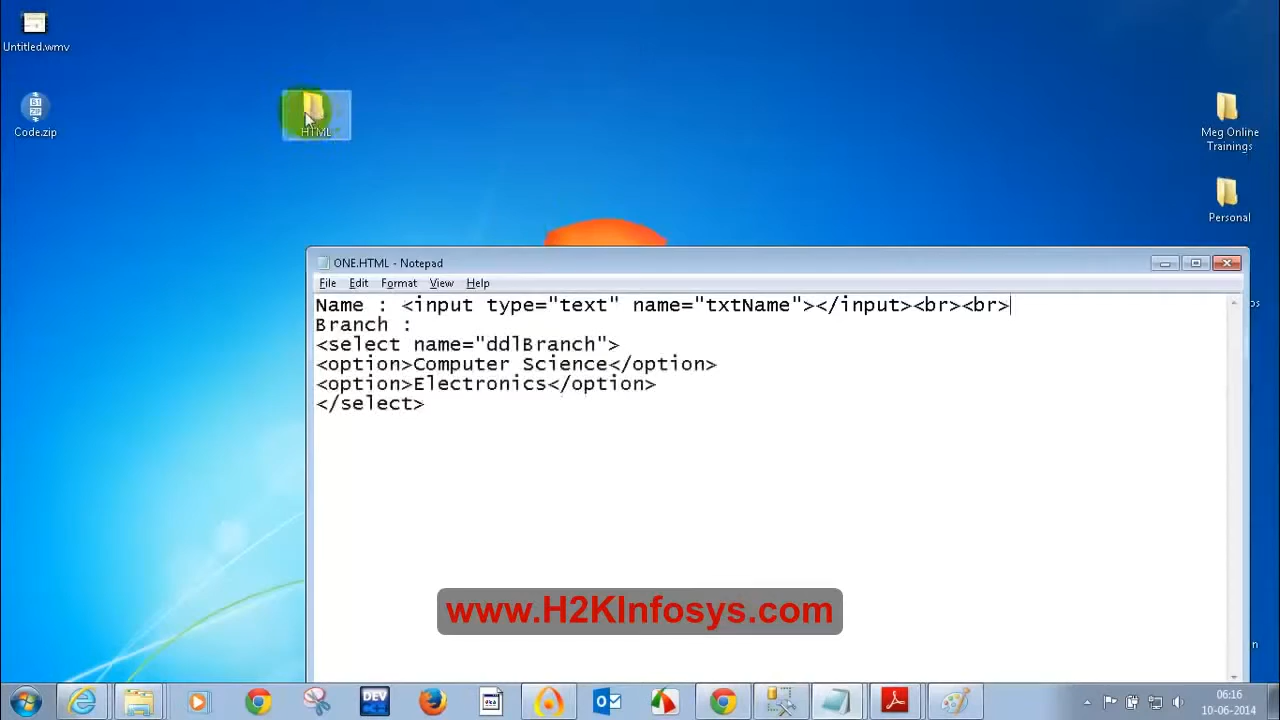 Untitled.wmv
Code.zip
HTML
Meg Online
Trainings
Personal
ONE.HTML - Notepad
File Edit Format View Help
Name : <input type="text" name="txtName"></input><br><br>
Branch :
<select name="ddlBranch">
<option>Computer Science</option>
<option>Electronics</option>
</select>
www.H2KInfosys.com
DEV
06:16
10-06-2014